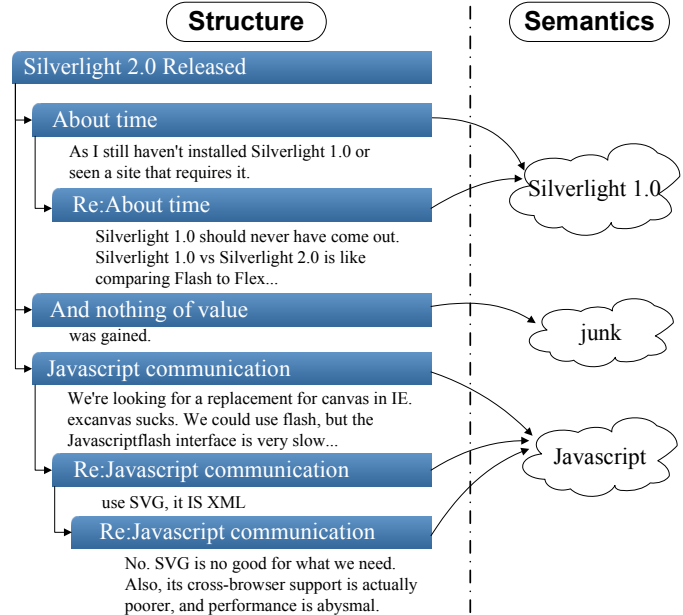 Structure
Semantics
Silverlight 2.0 Released
About time
As I still haven't installed Silverlight 1.0 or
seen a site that requires it.
Silverlight 1.0
Re:About time
Silverlight 1.0 should never have come out.
Silverlight 1.0 vs Silverlight 2.0 is like
comparing Flash to Flex...
And nothing of value
was gained.
junk
Javascript communication
We're looking for a replacement for canvas in IE.
excanvas sucks. We could use flash, but the
Javascriptflash interface is very slow...
Javascript
Re:Javascript communication
use SVG, it IS XML
Re:Javascript communication
No. SVG is no good for what we need.
Also, its cross-browser support is actually
poorer, and performance is abysmal.